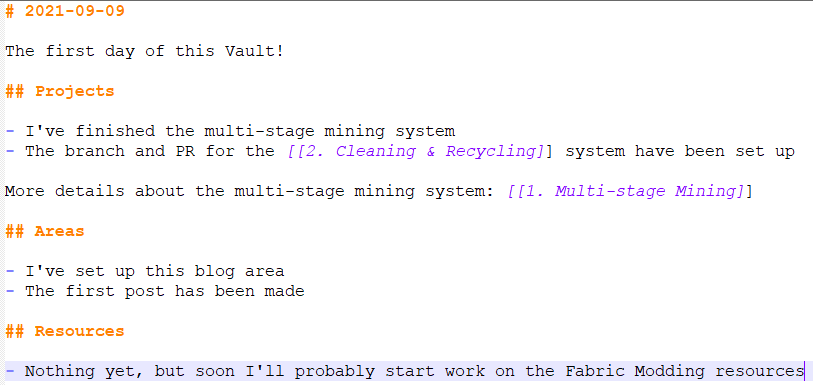 # 2021-09-09
The first day of this Vault!
## Projects
- I've finished the multi-stage mining system
- The branch and PR for the [[2. Cleaning & Recycling]] system have been set up
More details about the multi-stage mining system: [[1. Multi-stage Mining]]
## Areas
- I've set up this blog area
- The first post has been made
## Resources
- Nothing yet, but soon I'll probably start work on the Fabric Modding resources